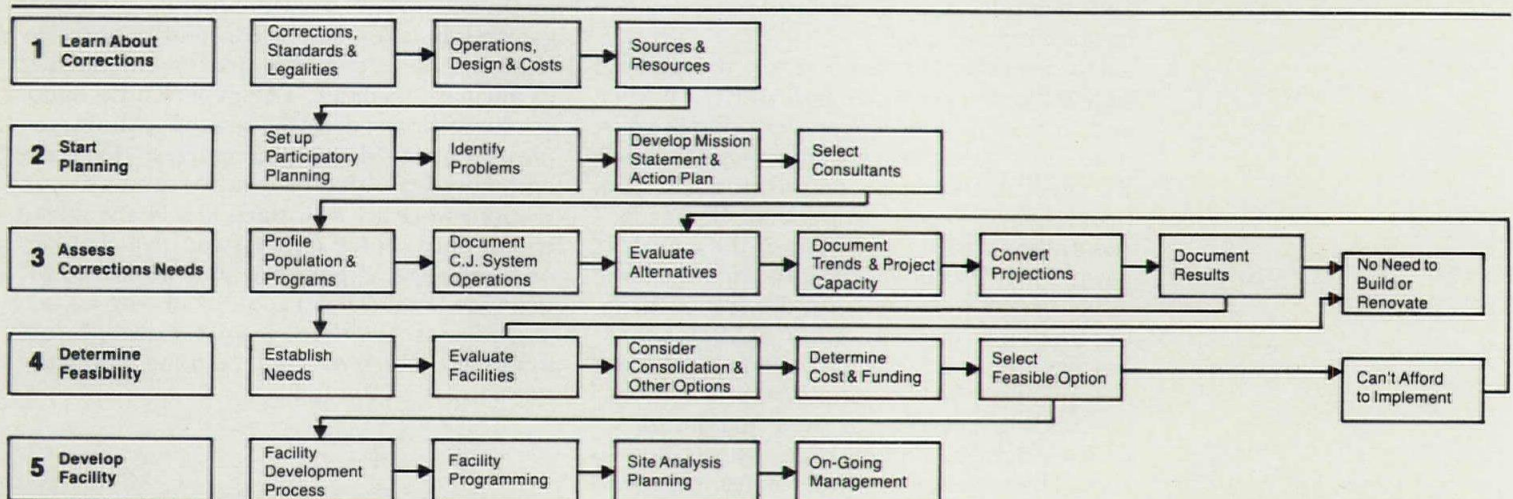 1 Learn About
Corrections
Corrections,
Standards &
Legalities
Operations,
Design & Costs
Sources &
Resources
2 Start
Planning
Set up
Participatory
Planning
Identify
Problems
Develop Mission
Statement &
Action Plan
Select
Consultants
3 Assess
Corrections Needs
Profile
Population &
Programs
Document
C.J. System
Operations
Evaluate
Alternatives
Document
Trends & Project
Capacity
Convert
Projections
Document
Results
No Need to
Build or
Renovate
4 Determine
Feasibility
Establish
Needs
Evaluate
Facilities
Consider
Consolidation &
Other Options
Determine
Cost & Funding
Select
Feasible Option
Can't Afford
to Implement
5 Develop
Facility
Facility
Development
Process
Facility
Programming
Site Analysis
Planning
On-Going
Management